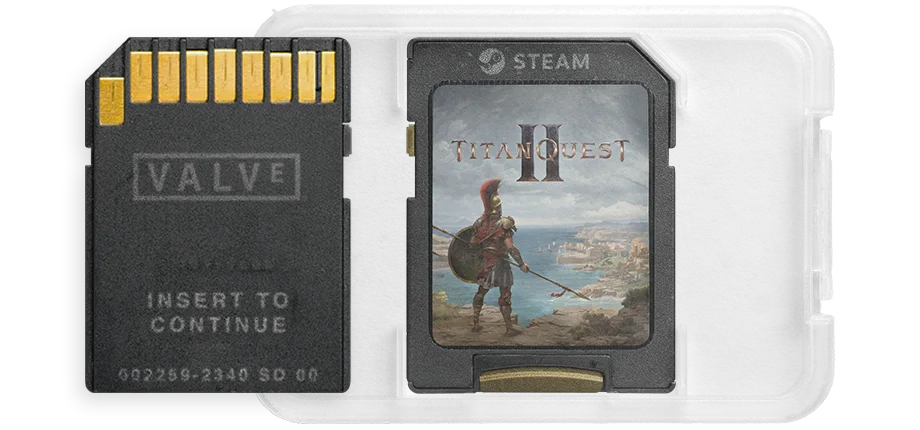 VALVE
INSERT TO
CONTINUE
002259-2340 SD 00
STEAM
TITAN QUEST
II